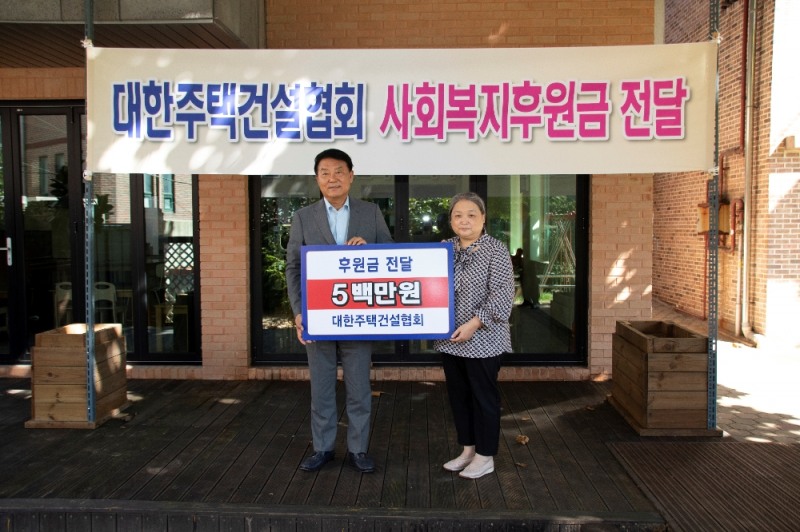 대한주택건설협회 사회복지후원금 전달
후원금 전달
5백만원
대한주택건설협회